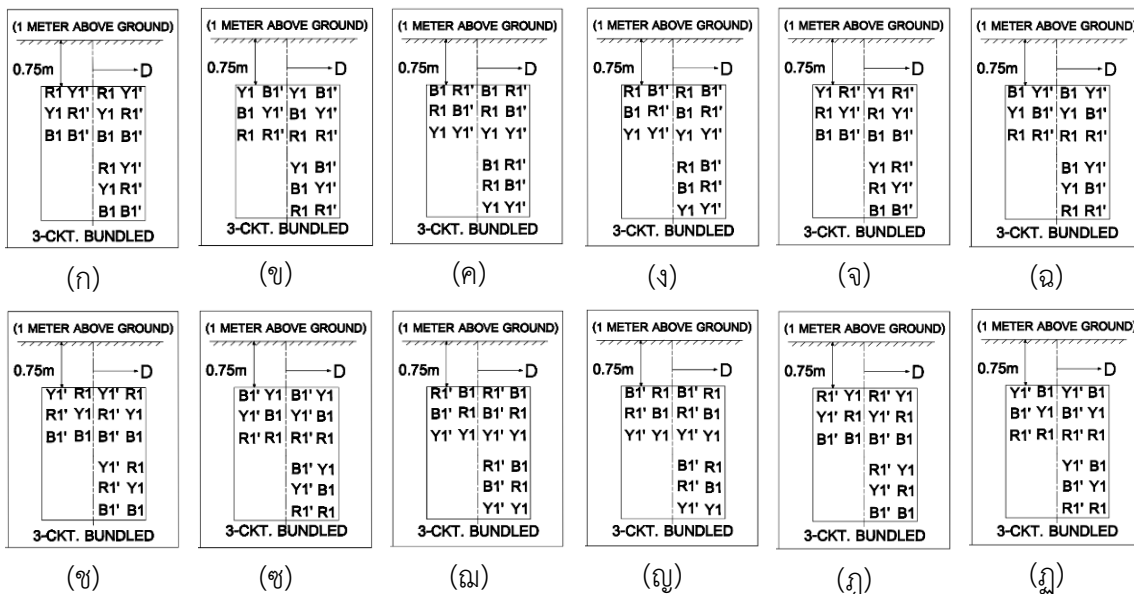 (1 METER ABOVE GROUND)
0.75m D
R1 Y1' R1 Y1'
Y1 R1' Y1 R1'
B1 B1' B1 B1'
R1 Y1'
Y1 R1'
B1 B1'
3-CKT. BUNDLED
(ก)
(1 METER ABOVE GROUND)
0.75m D
Y1 B1' Y1 B1'
B1 Y1' B1 Y1'
R1 R1' R1 R1'
Y1 B1'
B1 Y1'
R1 R1'
3-CKT. BUNDLED
(ข)
(1 METER ABOVE GROUND)
0.75m D
B1 R1' B1 R1'
R1 B1' R1 B1'
Y1 Y1' Y1 Y1'
B1 R1'
R1 B1'
Y1 Y1'
3-CKT. BUNDLED
(ค)
(1 METER ABOVE GROUND)
0.75m D
R1 B1' R1 B1'
B1 R1' B1 R1'
Y1 Y1' Y1 Y1'
R1 B1'
B1 R1'
Y1 Y1'
3-CKT. BUNDLED
(ง)
(1 METER ABOVE GROUND)
0.75m D
Y1 R1' Y1 R1'
R1 Y1' R1 Y1'
B1 B1' B1 B1'
Y1 R1'
R1 Y1'
B1 B1'
3-CKT. BUNDLED
(จ)
(1 METER ABOVE GROUND)
0.75m D
B1 Y1' B1 Y1'
Y1 B1' Y1 B1'
R1 R1' R1 R1'
B1 Y1'
Y1 B1'
R1 R1'
3-CKT. BUNDLED
(ฉ)
(1 METER ABOVE GROUND)
0.75m D
Y1' R1 Y1' R1
R1' Y1 R1' Y1
B1' B1 B1' B1
Y1' R1
R1' Y1
B1' B1
3-CKT. BUNDLED
(ช)
(1 METER ABOVE GROUND)
0.75m D
B1' Y1 B1' Y1
Y1' B1 Y1' B1
R1' R1 R1' R1
B1' Y1
Y1' B1
R1' R1
3-CKT. BUNDLED
(ซ)
(1 METER ABOVE GROUND)
0.75m D
R1' B1 R1' B1
B1' R1 B1' R1
Y1' Y1 Y1' Y1
R1' B1
B1' R1
Y1' Y1
3-CKT. BUNDLED
(ฌ)
(1 METER ABOVE GROUND)
0.75m D
B1' R1 B1' R1
R1' B1 R1' B1
Y1' Y1 Y1' Y1
B1' R1
R1' B1
Y1' Y1
3-CKT. BUNDLED
(ญ)
(1 METER ABOVE GROUND)
0.75m D
R1' Y1 R1' Y1
Y1' R1 Y1' R1
B1' B1 B1' B1
R1' Y1
Y1' R1
B1' B1
3-CKT. BUNDLED
(ฎ)
(1 METER ABOVE GROUND)
0.75m D
Y1' B1 Y1' B1
B1' Y1 B1' Y1
R1' R1 R1' R1
Y1' B1
B1' Y1
R1' R1
3-CKT. BUNDLED
(ฏ)